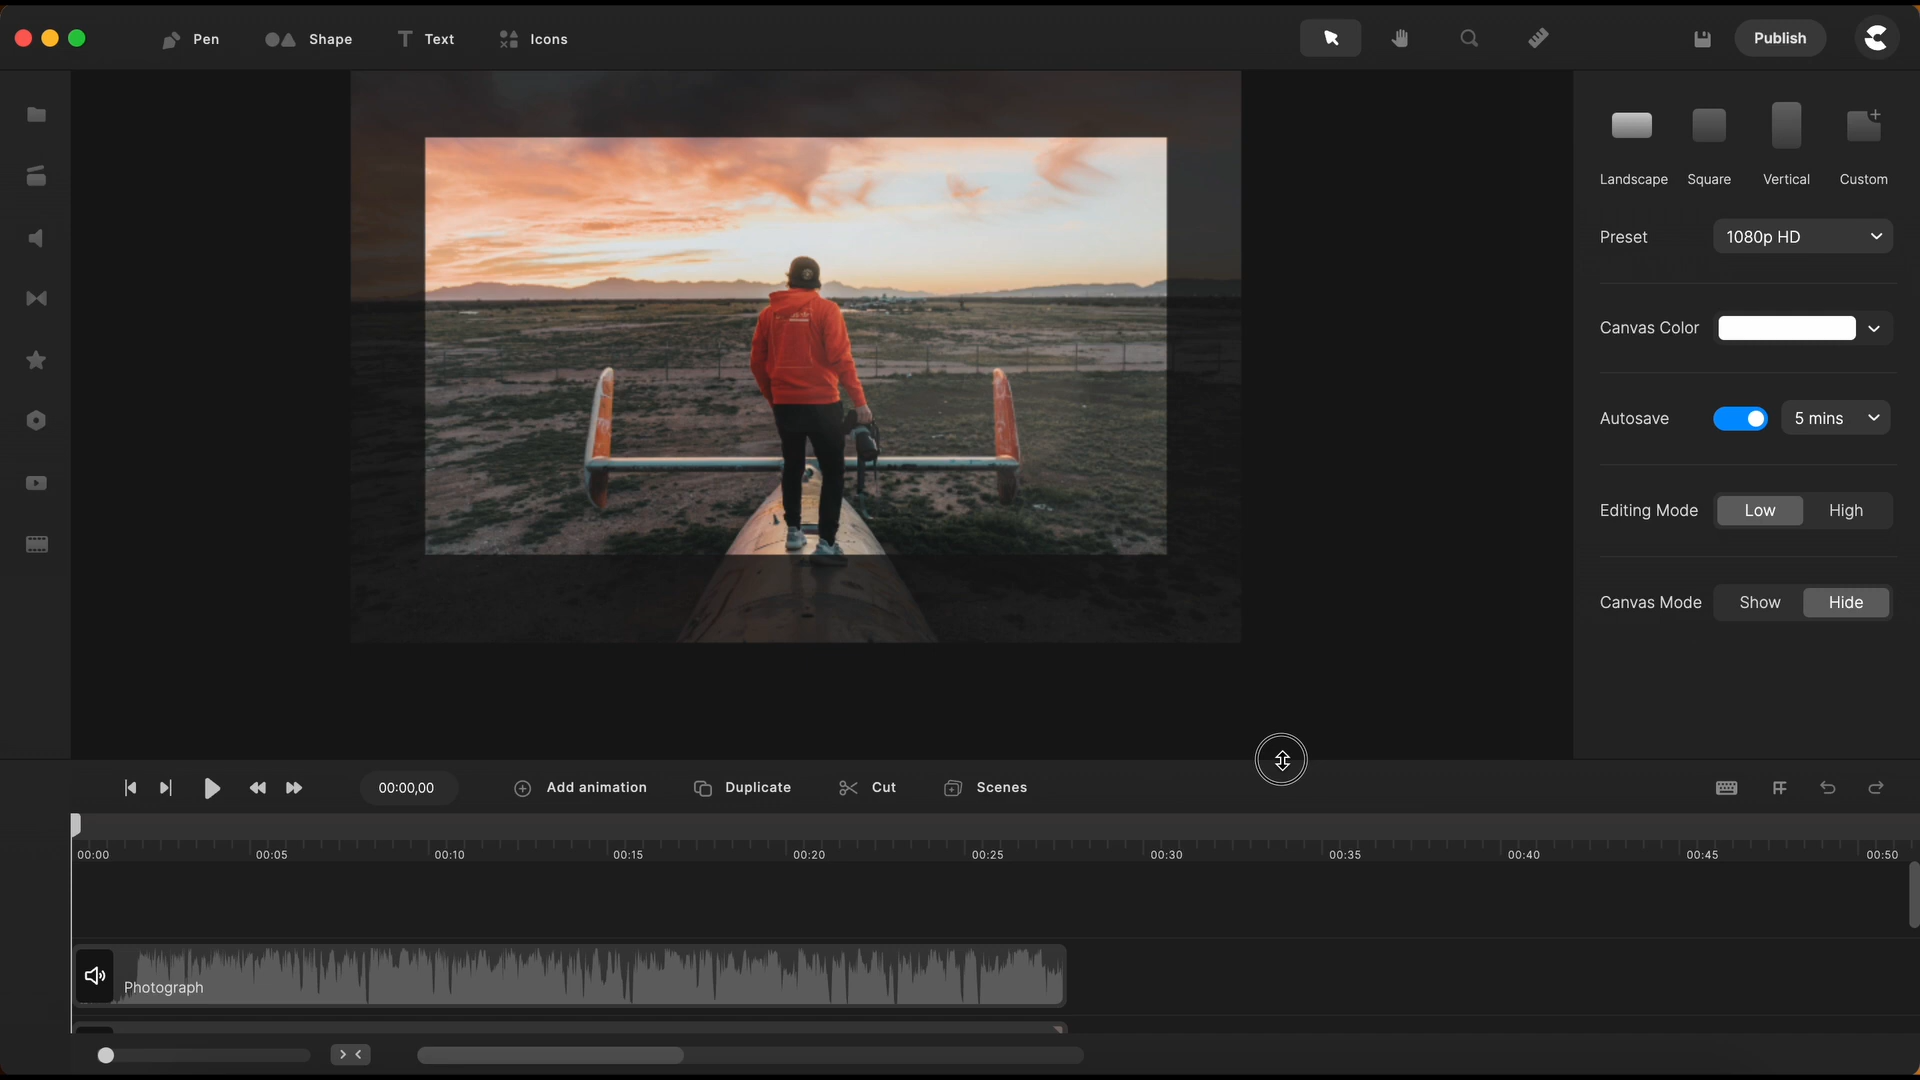 Pen
Shape
Text
Icons
Publish
Landscape
Square
Vertical
Custom
Preset
1080p HD
Canvas Color
Autosave
5 mins
Editing Mode
Low
High
Canvas Mode
Show
Hide
00:00,00
Add animation
Duplicate
Cut
Scenes
00:00
00:05
00:10
00:15
00:20
00:25
00:30
00:35
00:40
00:45
00:50
Photograph